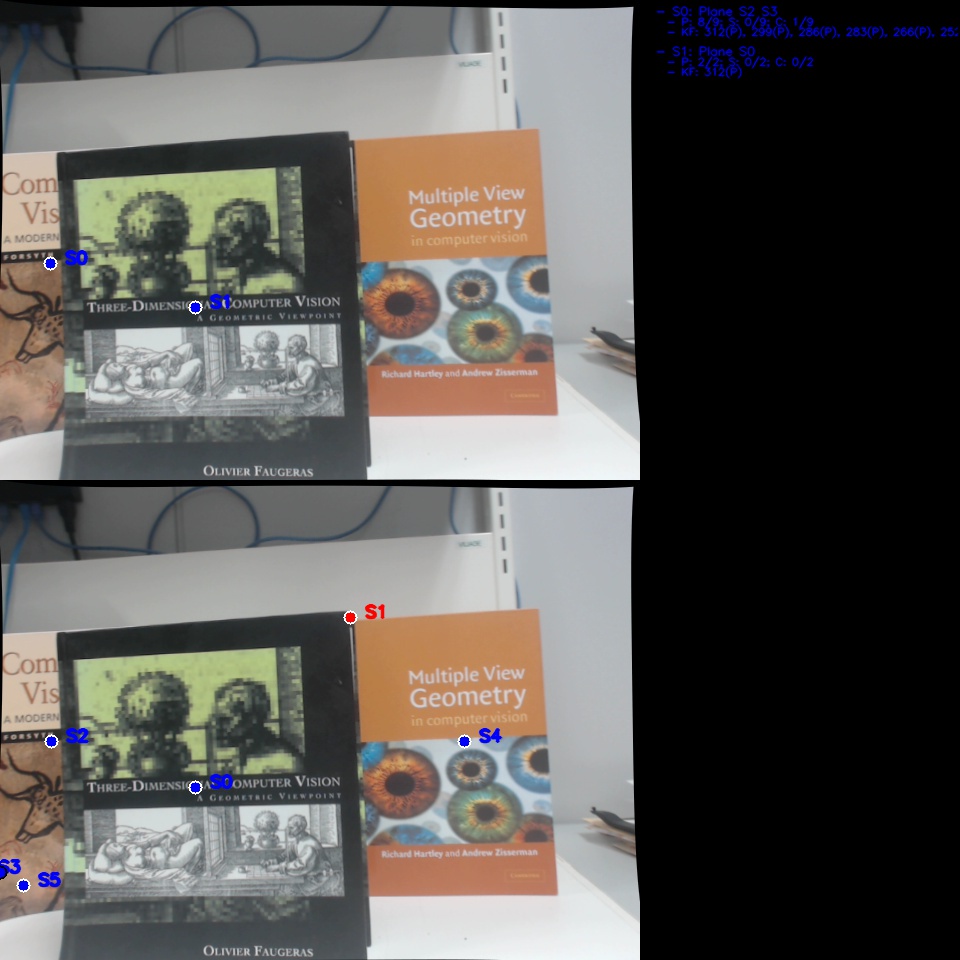 - S0: Plane S2 S3
- P: 8/9; S: 0/9; C: 1/9
- KF: 312(P), 299(P), 286(P), 283(P), 266(P), 25
- S1: Plane S0
- P: 2/2; S: 0/2; C: 0/2
- KF: 312(P)
VILLAGE
Com
Vis
A MODERN
FORSYTH
S0
THREE-DIMENSIONAL COMPUTER VISION
S1
A GEOMETRIC VIEWPOINT
OLIVIER FAUGERAS
Multiple View
Geometry
in computer vision
Richard Hartley and Andrew Zisserman
CAMBRIDGE
VILLAGE
S1
Com
Vis
A MODERN
FORSYTH
S2
S3
S5
S0
THREE-DIMENSIONAL COMPUTER VISION
A GEOMETRIC VIEWPOINT
OLIVIER FAUGERAS
Multiple View
Geometry
in computer vision
S4
Richard Hartley and Andrew Zisserman
CAMBRIDGE